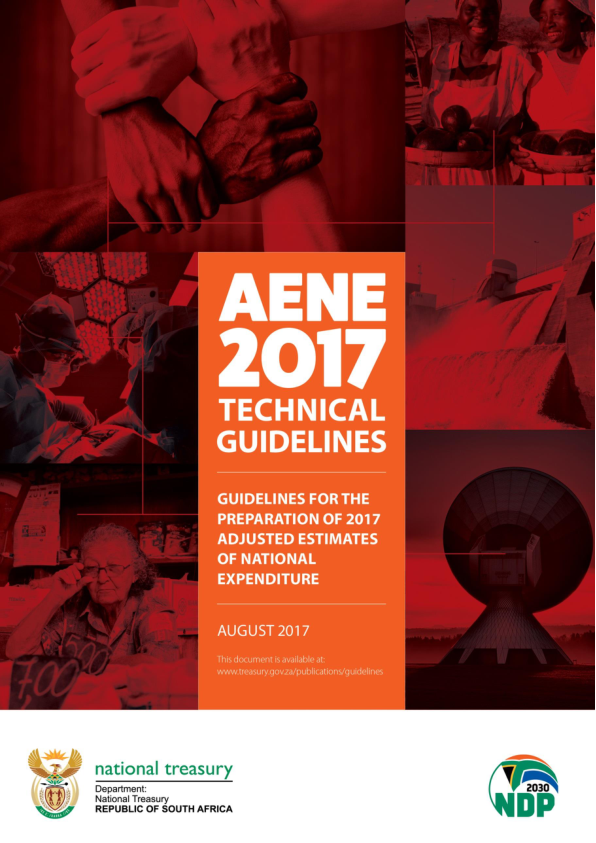 AENE
2017
TECHNICAL
GUIDELINES
GUIDELINES FOR THE
PREPARATION OF 2017
ADJUSTED ESTIMATES
OF NATIONAL
EXPENDITURE
AUGUST 2017
This document is available at:
www.treasury.gov.za/publications/guidelines
7,00
national treasury
Department:
National Treasury
REPUBLIC OF SOUTH AFRICA
2030
NDP